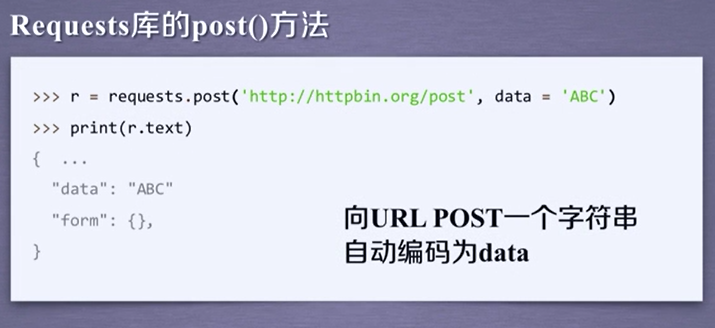 Requests库的post()方法
>>> r = requests.post('http://httpbin.org/post', data = 'ABC')
>>> print(r.text)
{  ...
"data": "ABC"
"form": {},
}
向URL POST一个字符串
自动编码为data